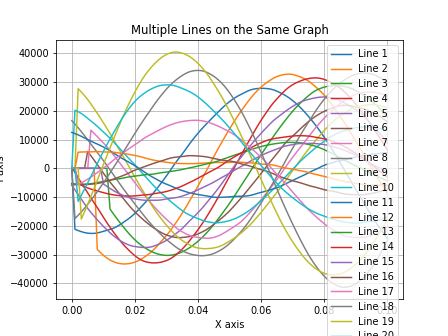 Multiple Lines on the Same Graph
40000
30000
20000
10000
0
−10000
−20000
−30000
−40000
0.00 0.02 0.04 0.06 0.08
X axis
Line 1
Line 2
Line 3
Line 4
Line 5
Line 6
Line 7
Line 8
Line 9
Line 10
Line 11
Line 12
Line 13
Line 14
Line 15
Line 16
Line 17
Line 18
Line 19
Line 20